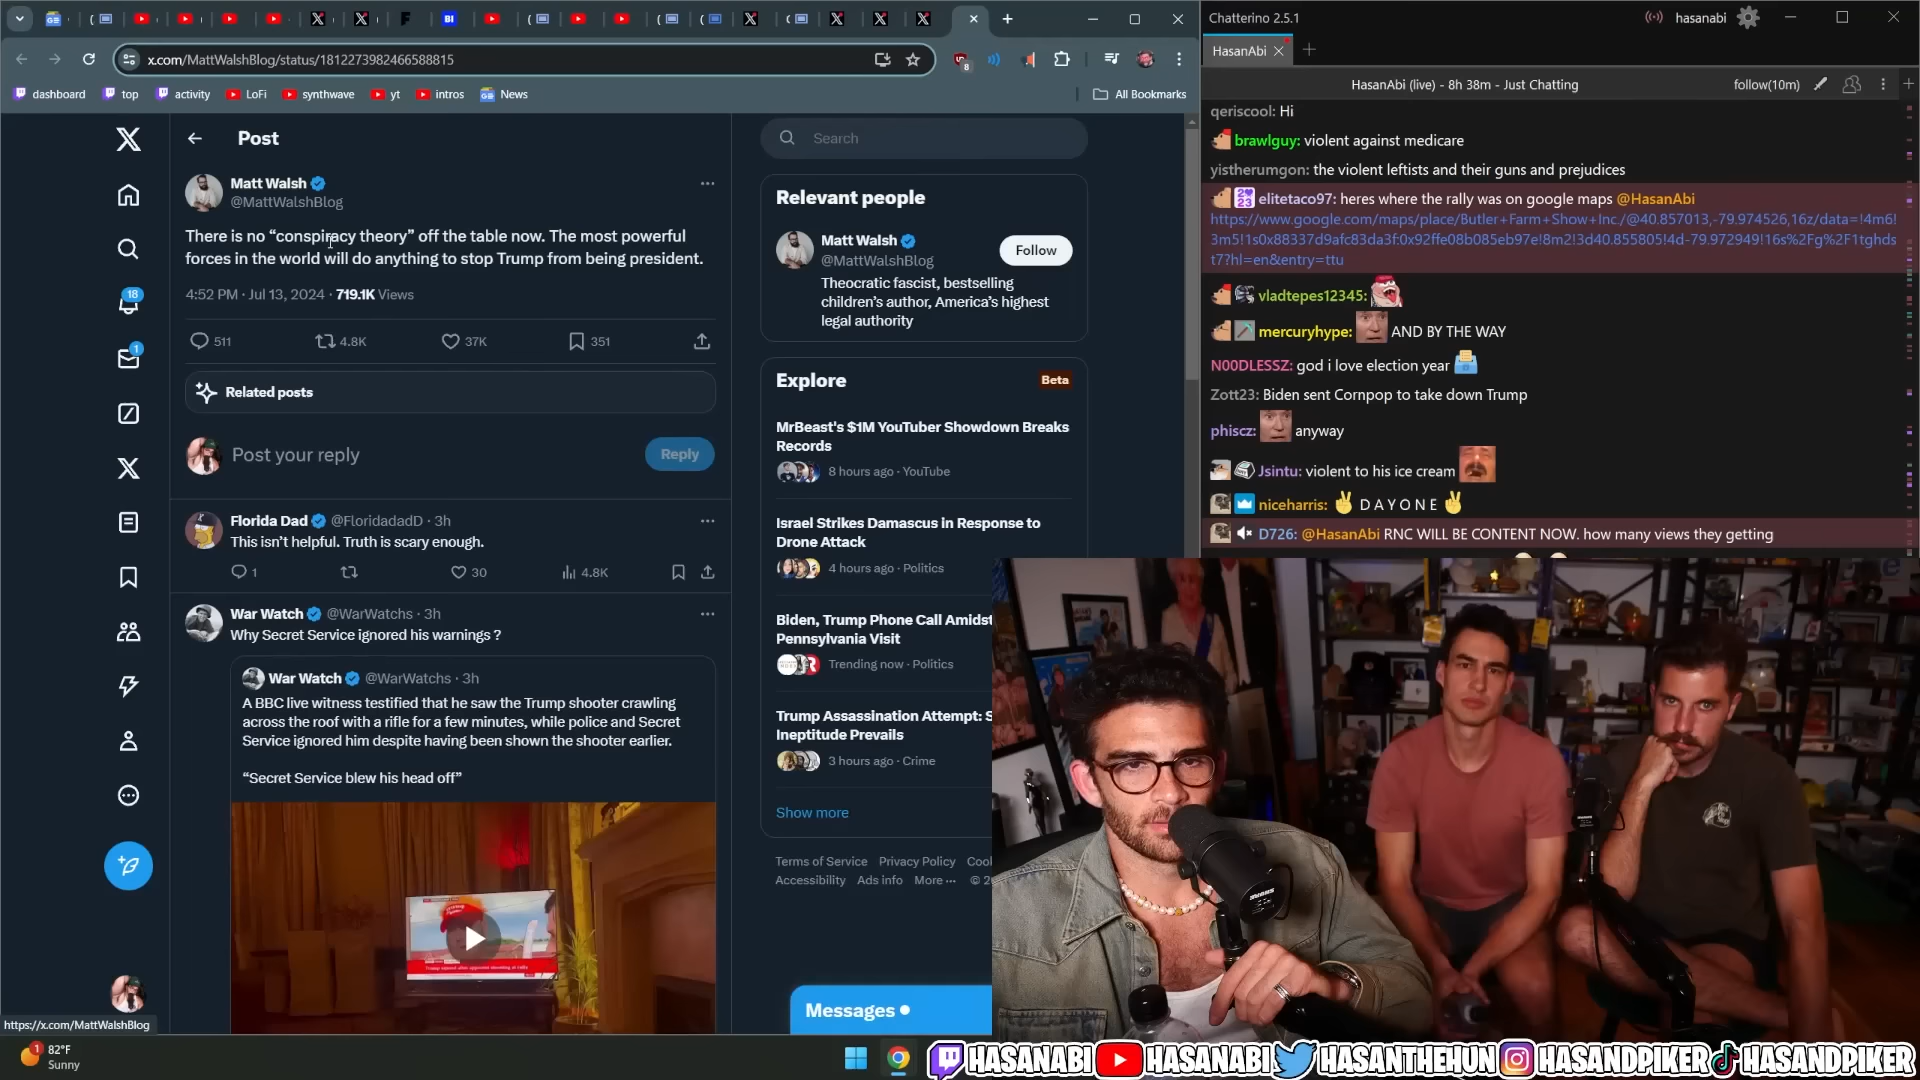 x.com/MattWalshBlog/status/1812273982466588815
dashboard
top
activity
LoFi
synthwave
yt
intros
News
All Bookmarks
Post
Matt Walsh
@MattWalshBlog
There is no “conspiracy theory” off the table now. The most powerful
forces in the world will do anything to stop Trump from being president.
4:52 PM · Jul 13, 2024 · 719.1K Views
511
4.8K
37K
351
Related posts
Post your reply
Reply
Florida Dad @FloridadadD · 3h
This isn’t helpful. Truth is scary enough.
1
30
4.8K
War Watch @WarWatchs · 3h
Why Secret Service ignored his warnings ?
War Watch @WarWatchs · 3h
A BBC live witness testified that he saw the Trump shooter crawling
across the roof with a rifle for a few minutes, while police and Secret
Service ignored him despite having been shown the shooter earlier.
“Secret Service blew his head off”
18
1
https://x.com/MattWalshBlog
Search
Relevant people
Matt Walsh
@MattWalshBlog
Follow
Theocratic fascist, bestselling
children’s author, America’s highest
legal authority
Explore
Beta
MrBeast's $1M YouTuber Showdown Breaks
Records
8 hours ago · YouTube
Israel Strikes Damascus in Response to
Drone Attack
4 hours ago · Politics
Biden, Trump Phone Call Amidst
Pennsylvania Visit
Trending now · Politics
Trump Assassination Attempt: S
Ineptitude Prevails
3 hours ago · Crime
Show more
Terms of Service Privacy Policy Cook
Accessibility Ads info More ··· © 2
Messages
Chatterino 2.5.1
hasanabi
HasanAbi
HasanAbi (live) - 8h 38m - Just Chatting
follow(10m)
qeriscool: Hi
brawlguy: violent against medicare
yistherumgon: the violent leftists and their guns and prejudices
elitetaco97: heres where the rally was on google maps @HasanAbi
https://www.google.com/maps/place/Butler+Farm+Show+Inc./@40.857013,-79.974526,16z/data=!4m6!
3m5!1s0x88337d9afc83da3f:0x92ffe08b085eb97e!8m2!3d40.855805!4d-79.972949!16s%2Fg%2F1tghds
t7?hl=en&entry=ttu
vladtepes12345:
mercuryhype: AND BY THE WAY
N00DLESSZ: god i love election year
Zott23: Biden sent Cornpop to take down Trump
phiscz: anyway
Jsintu: violent to his ice cream
niceharris: D A Y O N E
D726: @HasanAbi RNC WILL BE CONTENT NOW. how many views they getting
82°F
Sunny
1
HASANABI HASANABI HASANTHEHUN HASANDPIKER HASANDPIKER